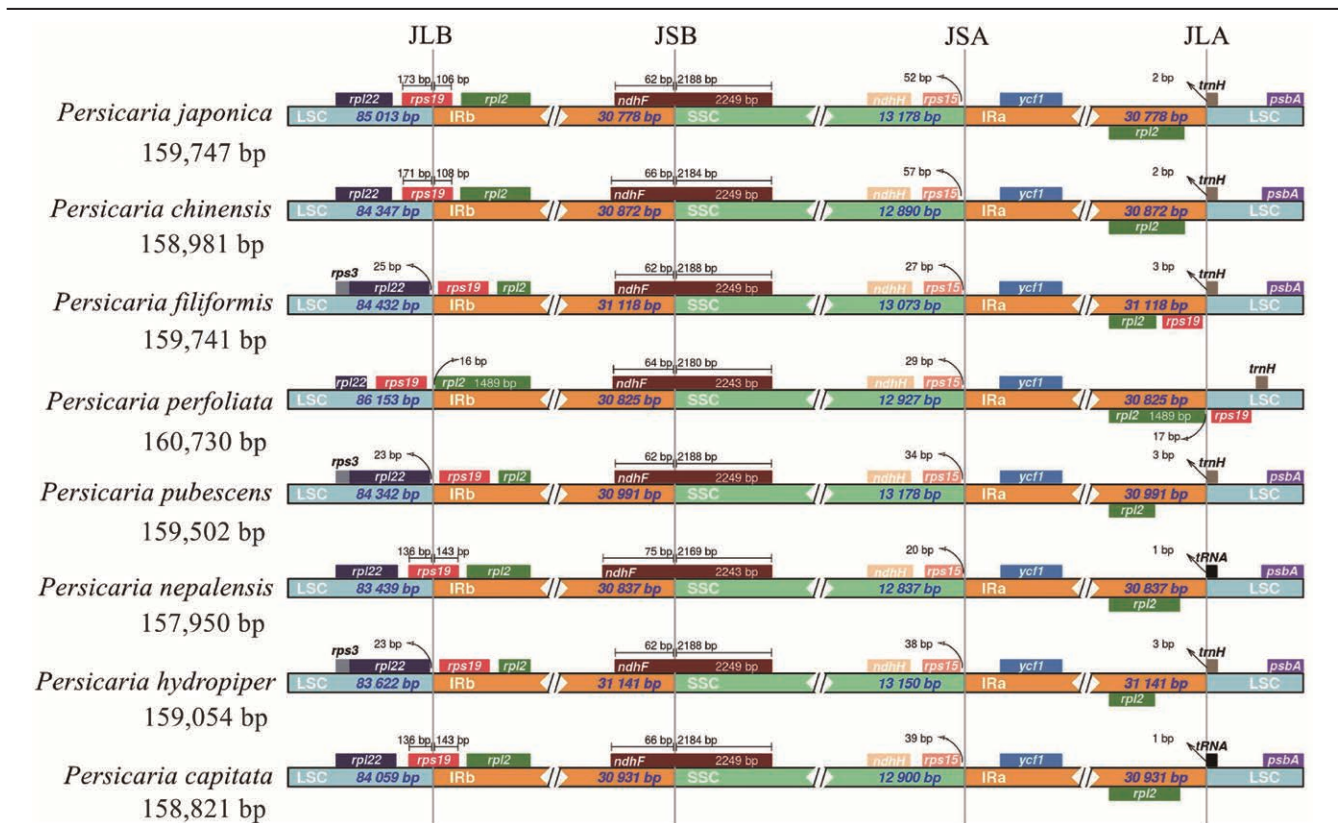 JLB JSB JSA JLA
173 bp 106 bp 62 bp 2188 bp 52 bp 2 bp trnH
rpl22 rps19 rpl2 ndhF 2249 bp ndhH rps15 ycf1 psbA
Persicaria japonica LSC 85 013 bp IRb 30 778 bp SSC 13 178 bp IRa 30 778 bp LSC
rpl2
159,747 bp
171 bp 108 bp 66 bp 2184 bp 57 bp 2 bp trnH
rpl22 rps19 rpl2 ndhF 2249 bp ndhH rps15 ycf1 psbA
Persicaria chinensis LSC 84 347 bp IRb 30 872 bp SSC 12 890 bp IRa 30 872 bp LSC
rpl2
158,981 bp
rps3 25 bp 62 bp 2188 bp 27 bp 3 bp trnH
rpl22 rps19 rpl2 ndhF 2249 bp ndhH rps15 ycf1 psbA
Persicaria filiformis LSC 84 432 bp IRb 31 118 bp SSC 13 073 bp IRa 31 118 bp LSC
rpl2 rps19
159,741 bp
16 bp 64 bp 2180 bp 29 bp trnH
rpl22 rps19 rpl2 1489 bp ndhF 2243 bp ndhH rps15 ycf1
Persicaria perfoliata LSC 86 153 bp IRb 30 825 bp SSC 12 927 bp IRa 30 825 bp LSC
rpl2 1489 bp rps19
160,730 bp 17 bp
rps3 23 bp 62 bp 2188 bp 34 bp 3 bp trnH
rpl22 rps19 rpl2 ndhF 2249 bp ndhH rps15 ycf1 psbA
Persicaria pubescens LSC 84 342 bp IRb 30 991 bp SSC 13 178 bp IRa 30 991 bp LSC
rpl2
159,502 bp
136 bp 143 bp 75 bp 2169 bp 20 bp 1 bp tRNA
rpl22 rps19 rpl2 ndhF 2243 bp ndhH rps15 ycf1 psbA
Persicaria nepalensis LSC 83 439 bp IRb 30 837 bp SSC 12 837 bp IRa 30 837 bp LSC
rpl2
157,950 bp
rps3 23 bp 62 bp 2188 bp 38 bp 3 bp trnH
rpl22 rps19 rpl2 ndhF 2249 bp ndhH rps15 ycf1 psbA
Persicaria hydropiper LSC 83 622 bp IRb 31 141 bp SSC 13 150 bp IRa 31 141 bp LSC
rpl2
159,054 bp
136 bp 143 bp 66 bp 2184 bp 39 bp 1 bp tRNA
rpl22 rps19 rpl2 ndhF 2249 bp ndhH rps15 ycf1 psbA
Persicaria capitata LSC 84 059 bp IRb 30 931 bp SSC 12 900 bp IRa 30 931 bp LSC
rpl2
158,821 bp